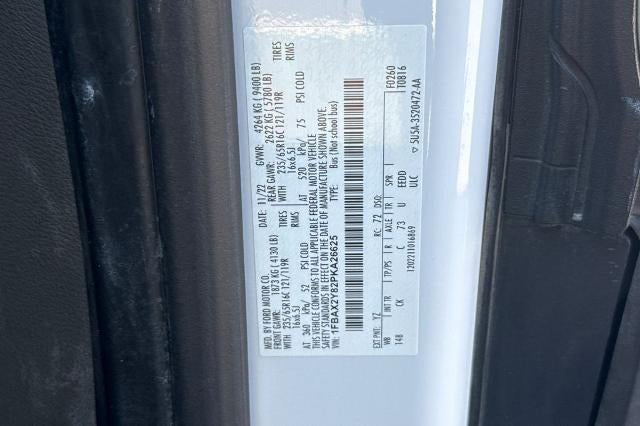 MFD. BY FORD MOTOR CO.
DATE: 11/22 GVWR: 4264 KG ( 9400 LB)
FRONT GAWR: 1873 KG ( 4130 LB) REAR GAWR: 2622 KG ( 5780 LB)
WITH 235/65R16C 121/119R TIRES WITH 235/65R16C 121/119R TIRES
16x6.5J RIMS 16x6.5J RIMS
AT 360 kPa/ 52 PSI COLD AT 520 kPa/ 75 PSI COLD
THIS VEHICLE CONFORMS TO ALL APPLICABLE FEDERAL MOTOR VEHICLE
SAFETY STANDARDS IN EFFECT ON THE DATE OF MANUFACTURE SHOWN ABOVE.
VIN: 1FBAX2Y82PKA26625 TYPE: Bus (Not school bus)
EXT PNT: YZ RC: 72 DSO: F0260
T0816
WB INT TR TP/PS R AXLE TR SPR
148 CK C 73 U EEDD
ULC
1202211016869
SU5A-3520472-AA